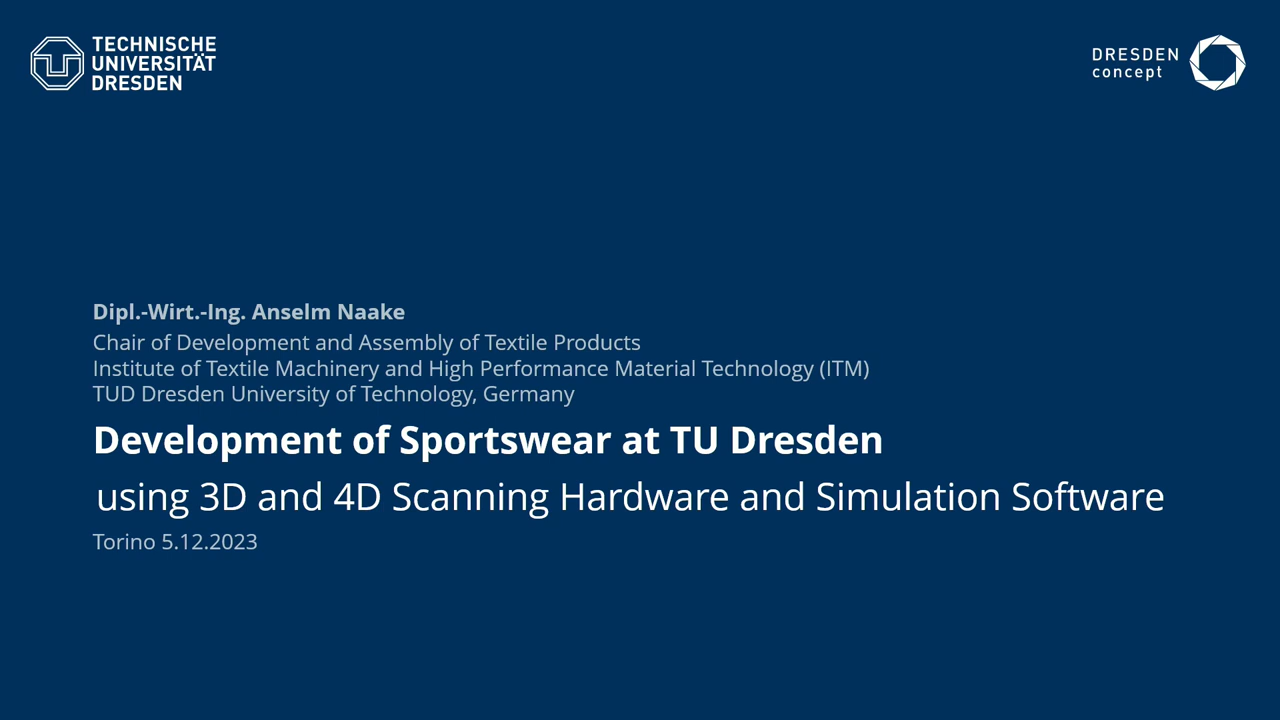 TECHNISCHE
UNIVERSITÄT
DRESDEN
DRESDEN
concept
Dipl.-Wirt.-Ing. Anselm Naake
Chair of Development and Assembly of Textile Products
Institute of Textile Machinery and High Performance Material Technology (ITM)
TUD Dresden University of Technology, Germany
Development of Sportswear at TU Dresden
using 3D and 4D Scanning Hardware and Simulation Software
Torino 5.12.2023